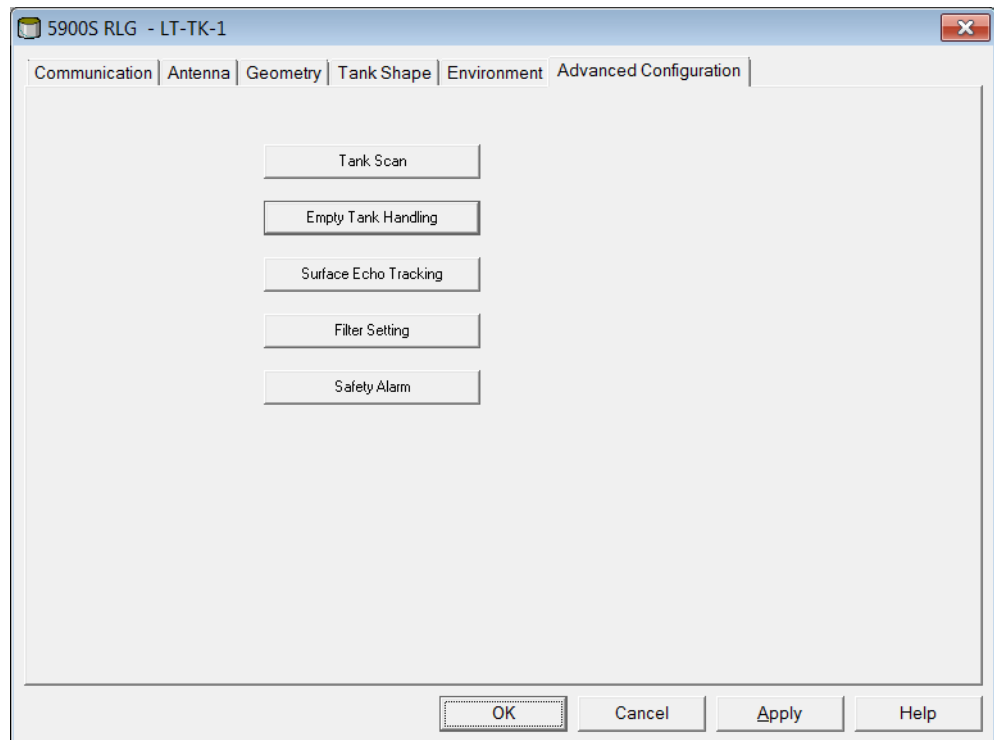 5900S RLG - LT-TK-1
Communication Antenna Geometry Tank Shape Environment Advanced Configuration
Tank Scan
Empty Tank Handling
Surface Echo Tracking
Filter Setting
Safety Alarm
OK Cancel Apply Help